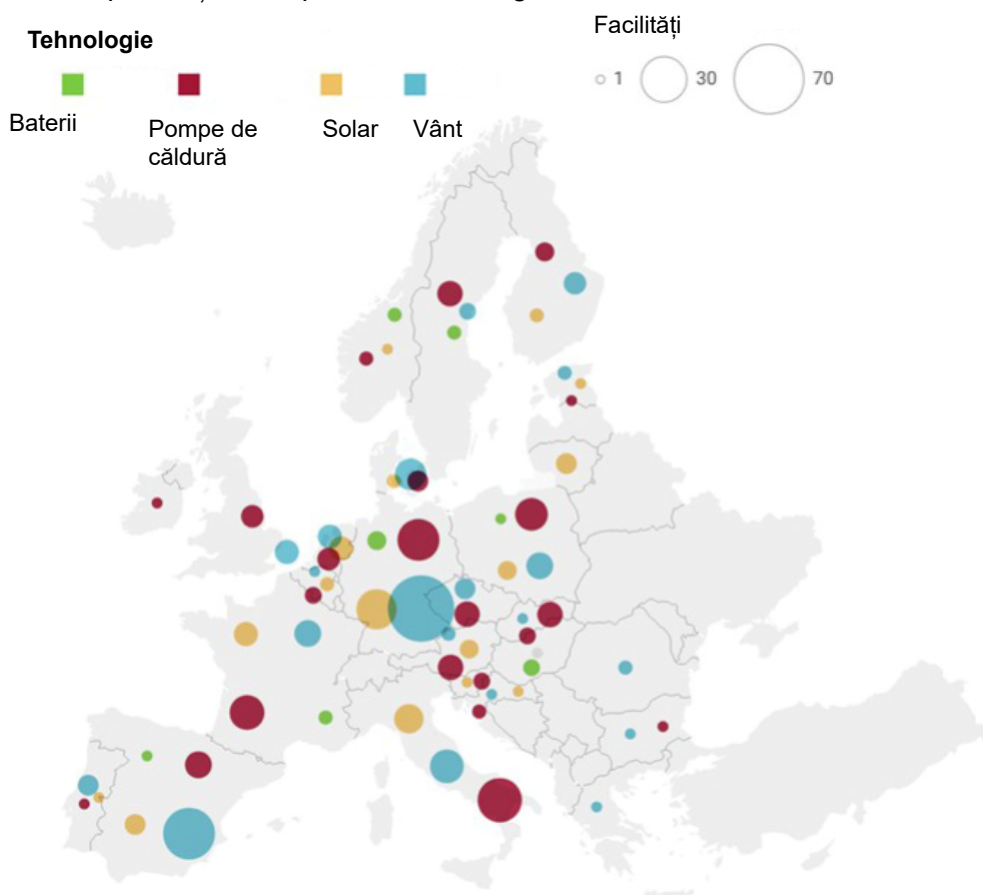 Tehnologie
Facilități
1
30
70
Baterii
Pompe de
căldură
Solar
Vânt